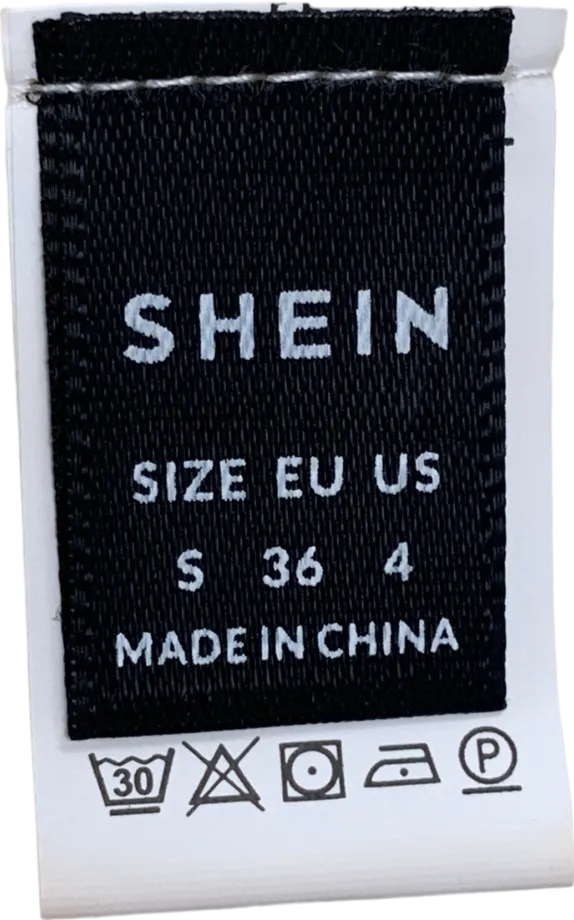 SHEIN
SIZE EU US
S 36 4
MADE IN CHINA
30 P